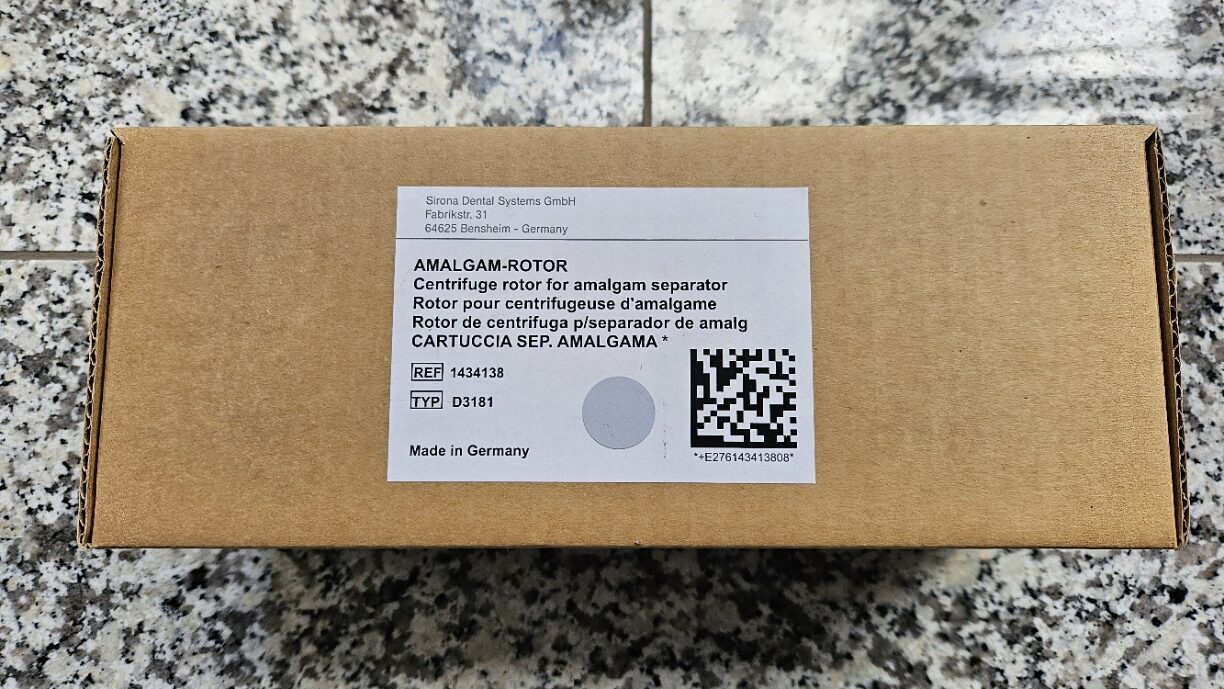 Sirona Dental Systems GmbH
Fabrikstr. 31
64625 Bensheim - Germany
AMALGAM-ROTOR
Centrifuge rotor for amalgam separator
Rotor pour centrifugeuse d'amalgame
Rotor de centrifuga p/separador de amalg
CARTUCCIA SEP. AMALGAMA *
REF 1434138
TYP D3181
Made in Germany
*+E276143413808*